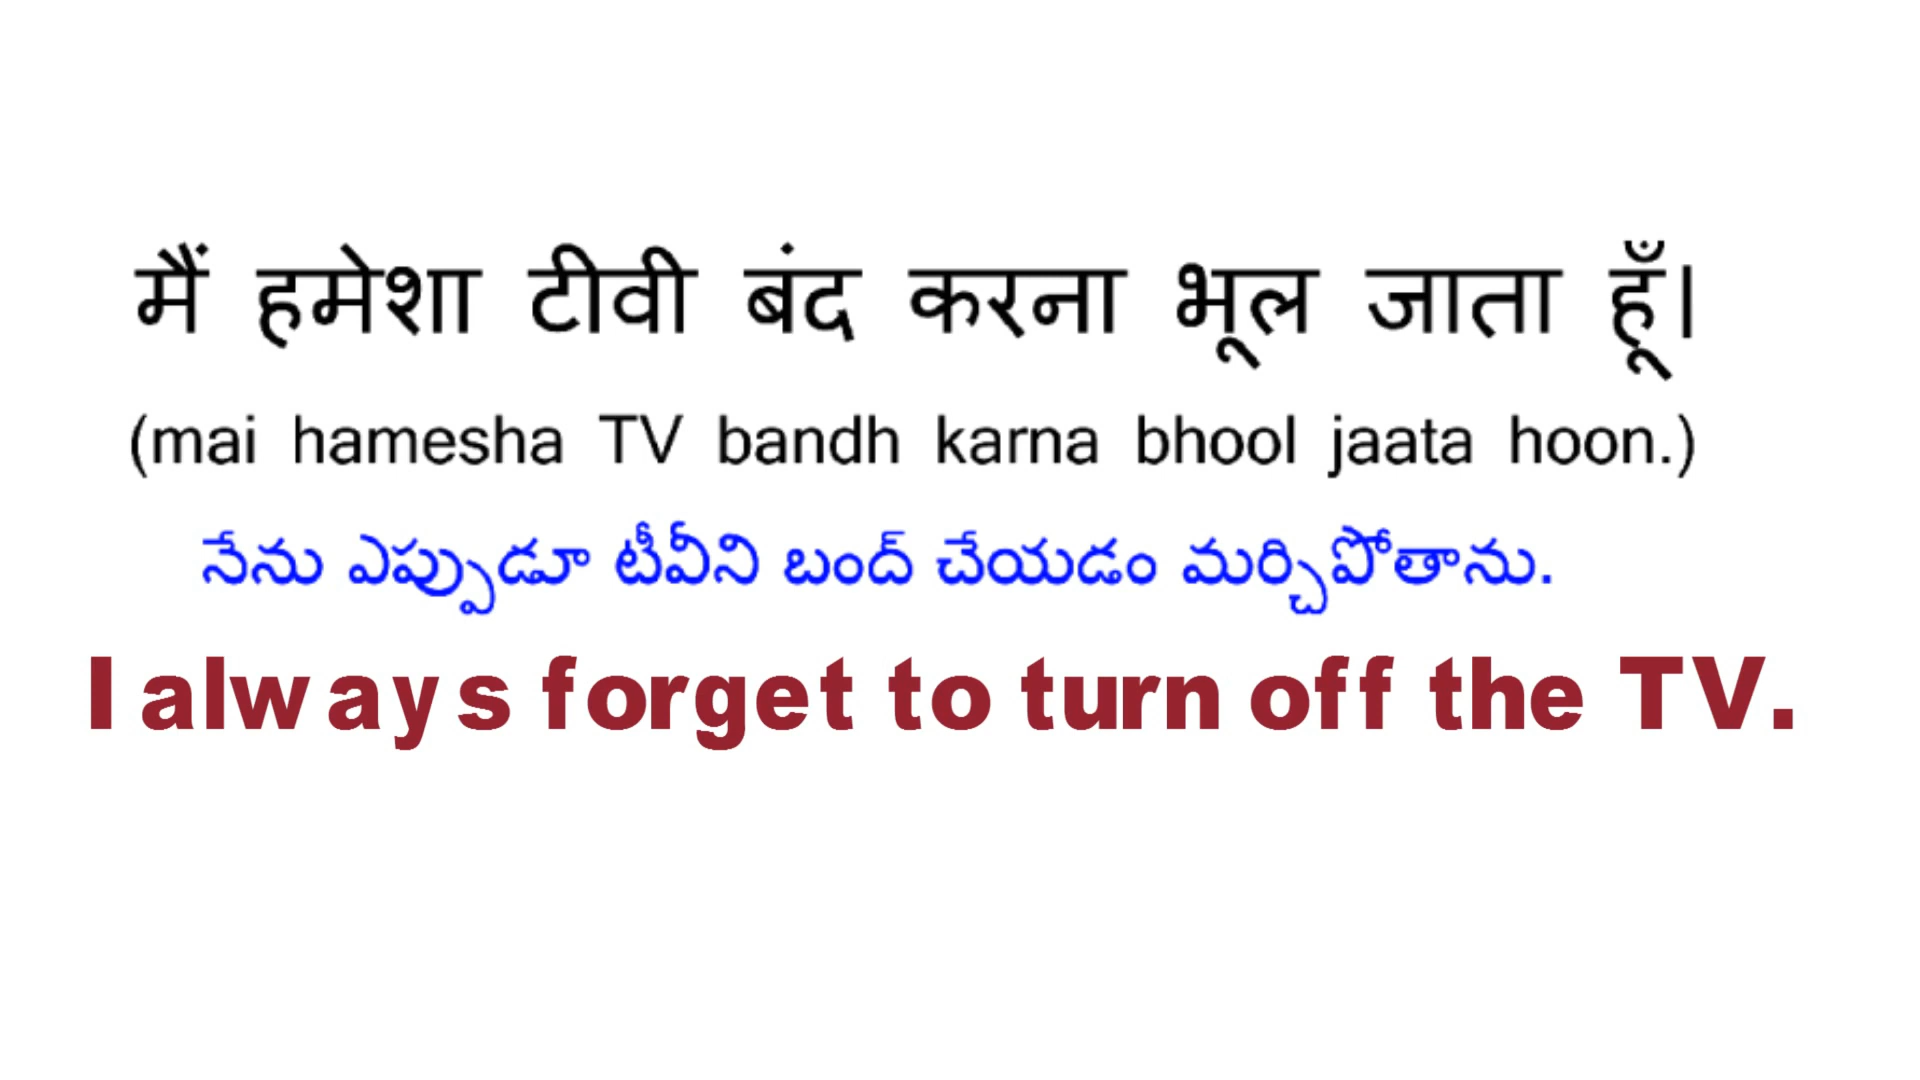 मैं हमेशा टीवी बंद करना भूल जाता हूँ।
(mai hamesha TV bandh karna bhool jaata hoon.)
నేను ఎప్పుడూ టీవీని బంద్ చేయడం మర్చిపోతాను.
I always forget to turn off the TV.